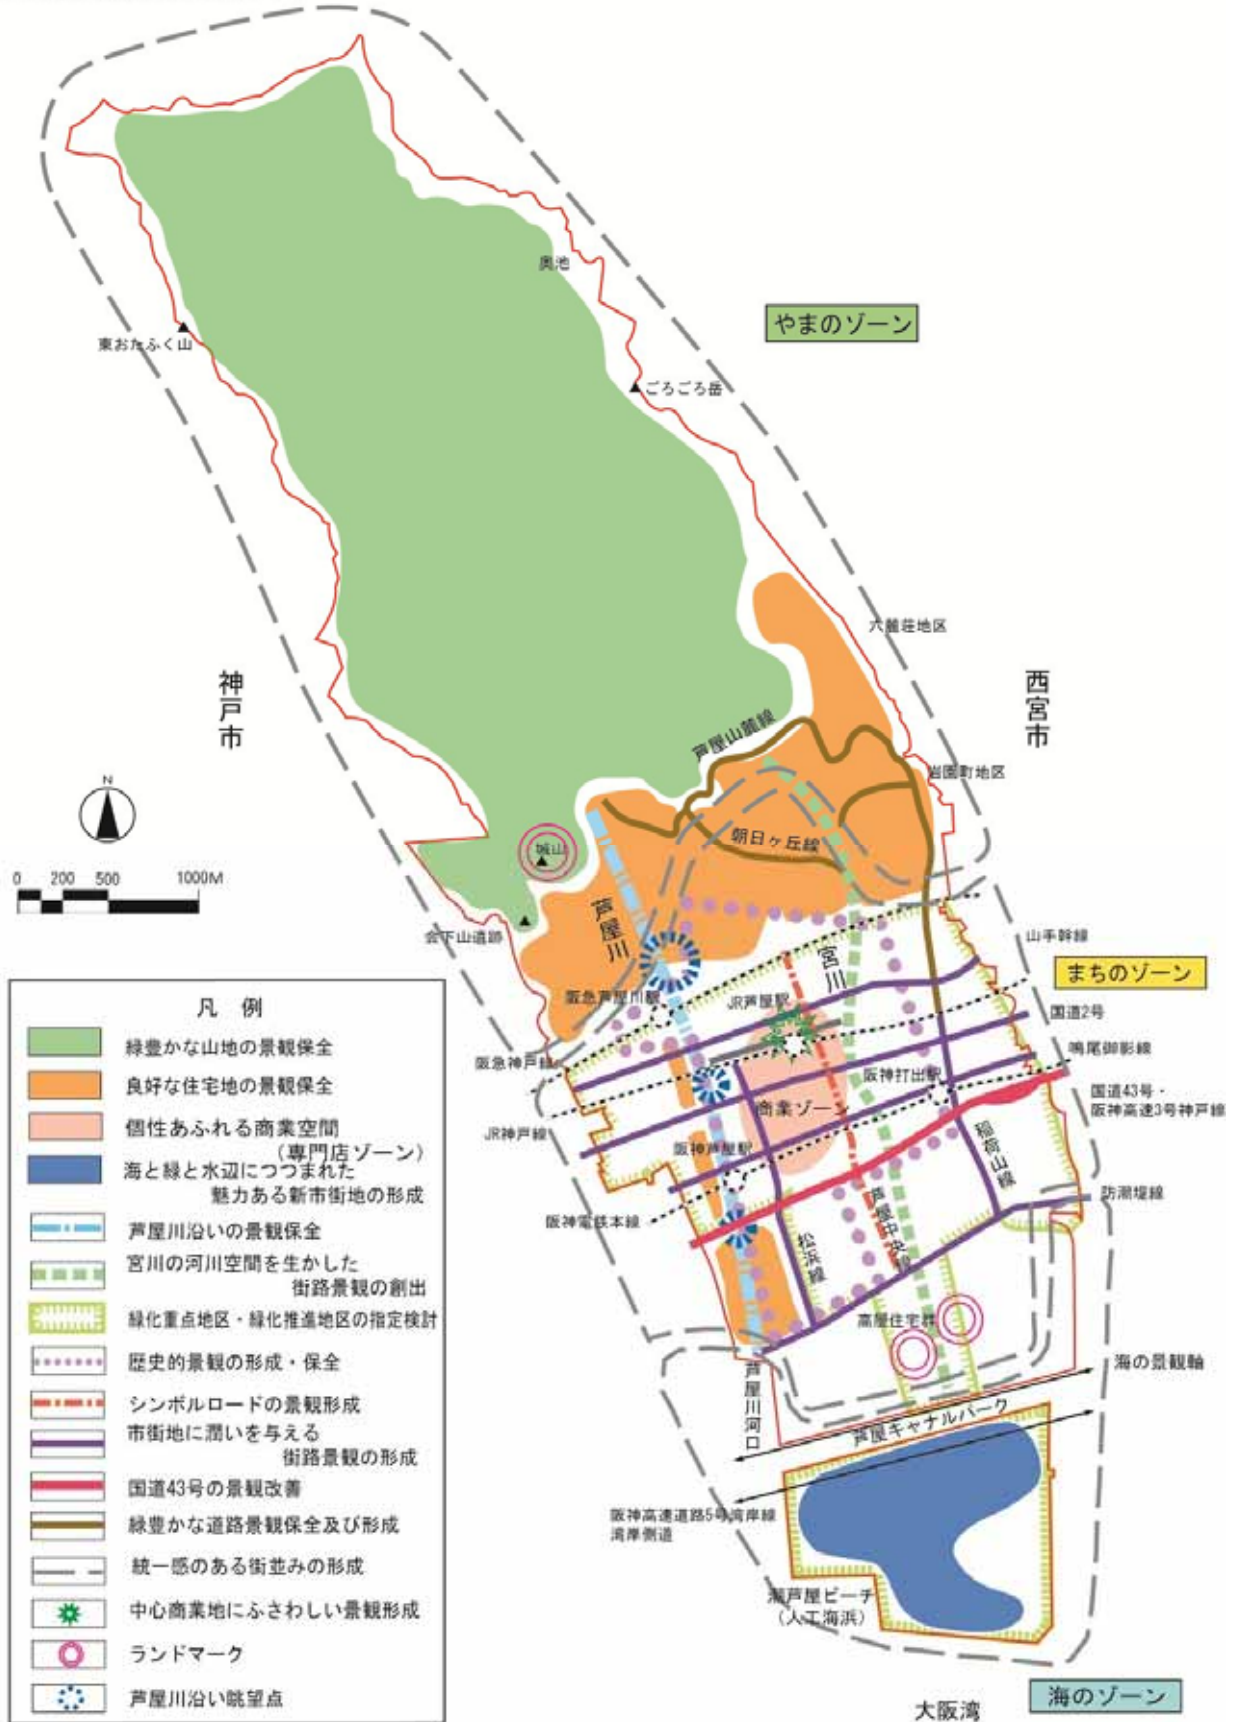 奥池
やまのゾーン
東おたふく山
ごろごろ岳
六麓荘地区
神戸市
西宮市
芦屋山麓線
岩園町地区
N
朝日ヶ丘線
城山
0 200 500 1000M
芦屋川
会下山遺跡
宮川
山手幹線
まちのゾーン
阪急芦屋川駅
JR芦屋駅
国道2号
阪急神戸線
阪神打出駅
鳴尾御影線
国道43号・
阪神高速3号神戸線
商業ゾーン
JR神戸線
阪神芦屋駅
稲荷山線
防潮堤線
阪神電鉄本線
芦屋中央線
松浜線
高層住宅群
海の景観軸
芦屋川河口
芦屋キャナルパーク
阪神高速道路5号湾岸線
湾岸側道
潮芦屋ビーチ
(人工海浜)
海のゾーン
大阪湾
凡 例
緑豊かな山地の景観保全
良好な住宅地の景観保全
個性あふれる商業空間
(専門店ゾーン)
海と緑と水辺につつまれた
魅力ある新市街地の形成
芦屋川沿いの景観保全
宮川の河川空間を生かした
街路景観の創出
緑化重点地区・緑化推進地区の指定検討
歴史的景観の形成・保全
シンボルロードの景観形成
市街地に潤いを与える
街路景観の形成
国道43号の景観改善
緑豊かな道路景観保全及び形成
統一感のある街並みの形成
中心商業地にふさわしい景観形成
ランドマーク
芦屋川沿い眺望点